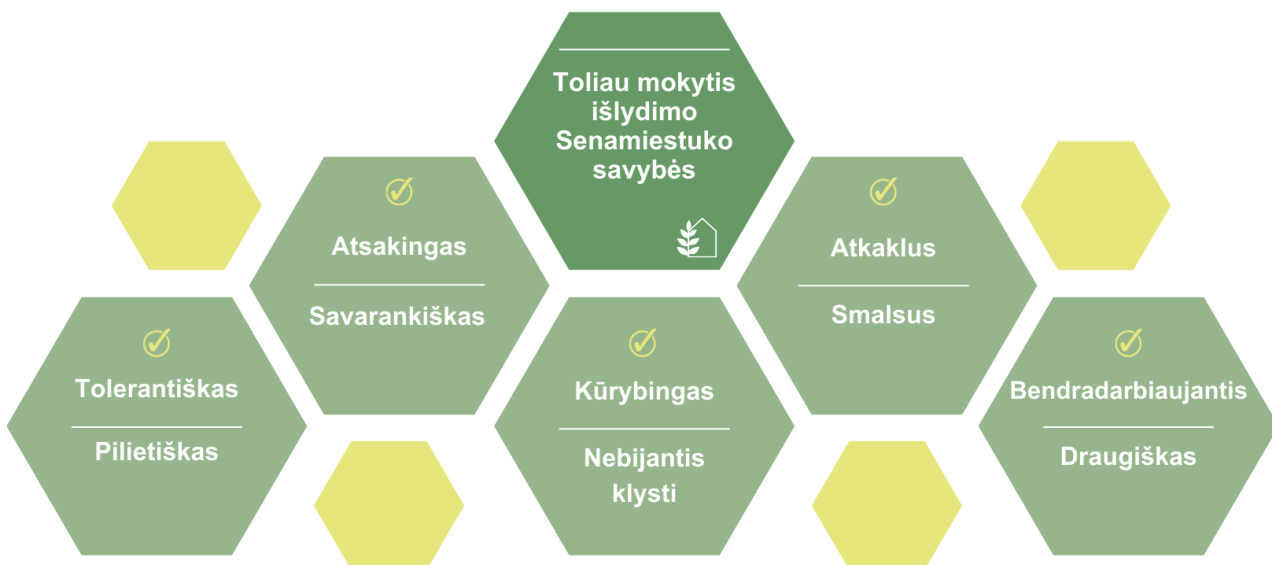 Toliau mokytis
išlydimo
Senamiestuko
savybės
Atsakingas
Savarankiškas
Atkaklus
Smalsus
Tolerantiškas
Pilietiškas
Kūrybingas
Nebijantis
klysti
Bendradarbiaujantis
Draugiškas